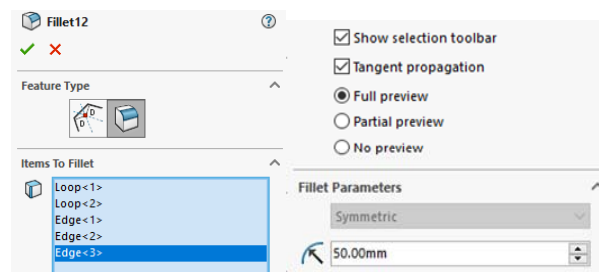 Fillet12
Feature Type
Items To Fillet
Loop<1>
Loop<2>
Edge<1>
Edge<2>
Edge<3>
Show selection toolbar
Tangent propagation
Full preview
Partial preview
No preview
Fillet Parameters
Symmetric
50.00mm